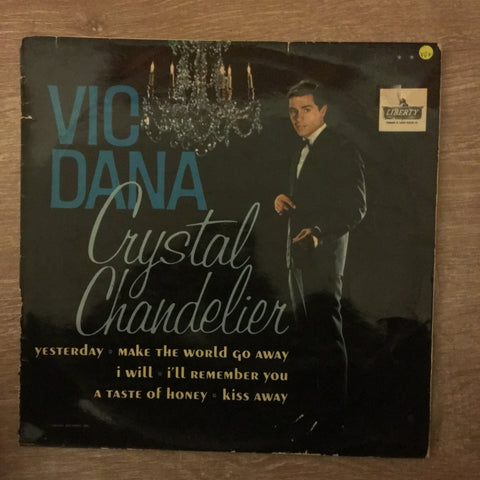 VIC
DANA
LIBERTY
Crystal
Chandelier
yesterday • make the world go away
i will • i'll remember you
a taste of honey • kiss away